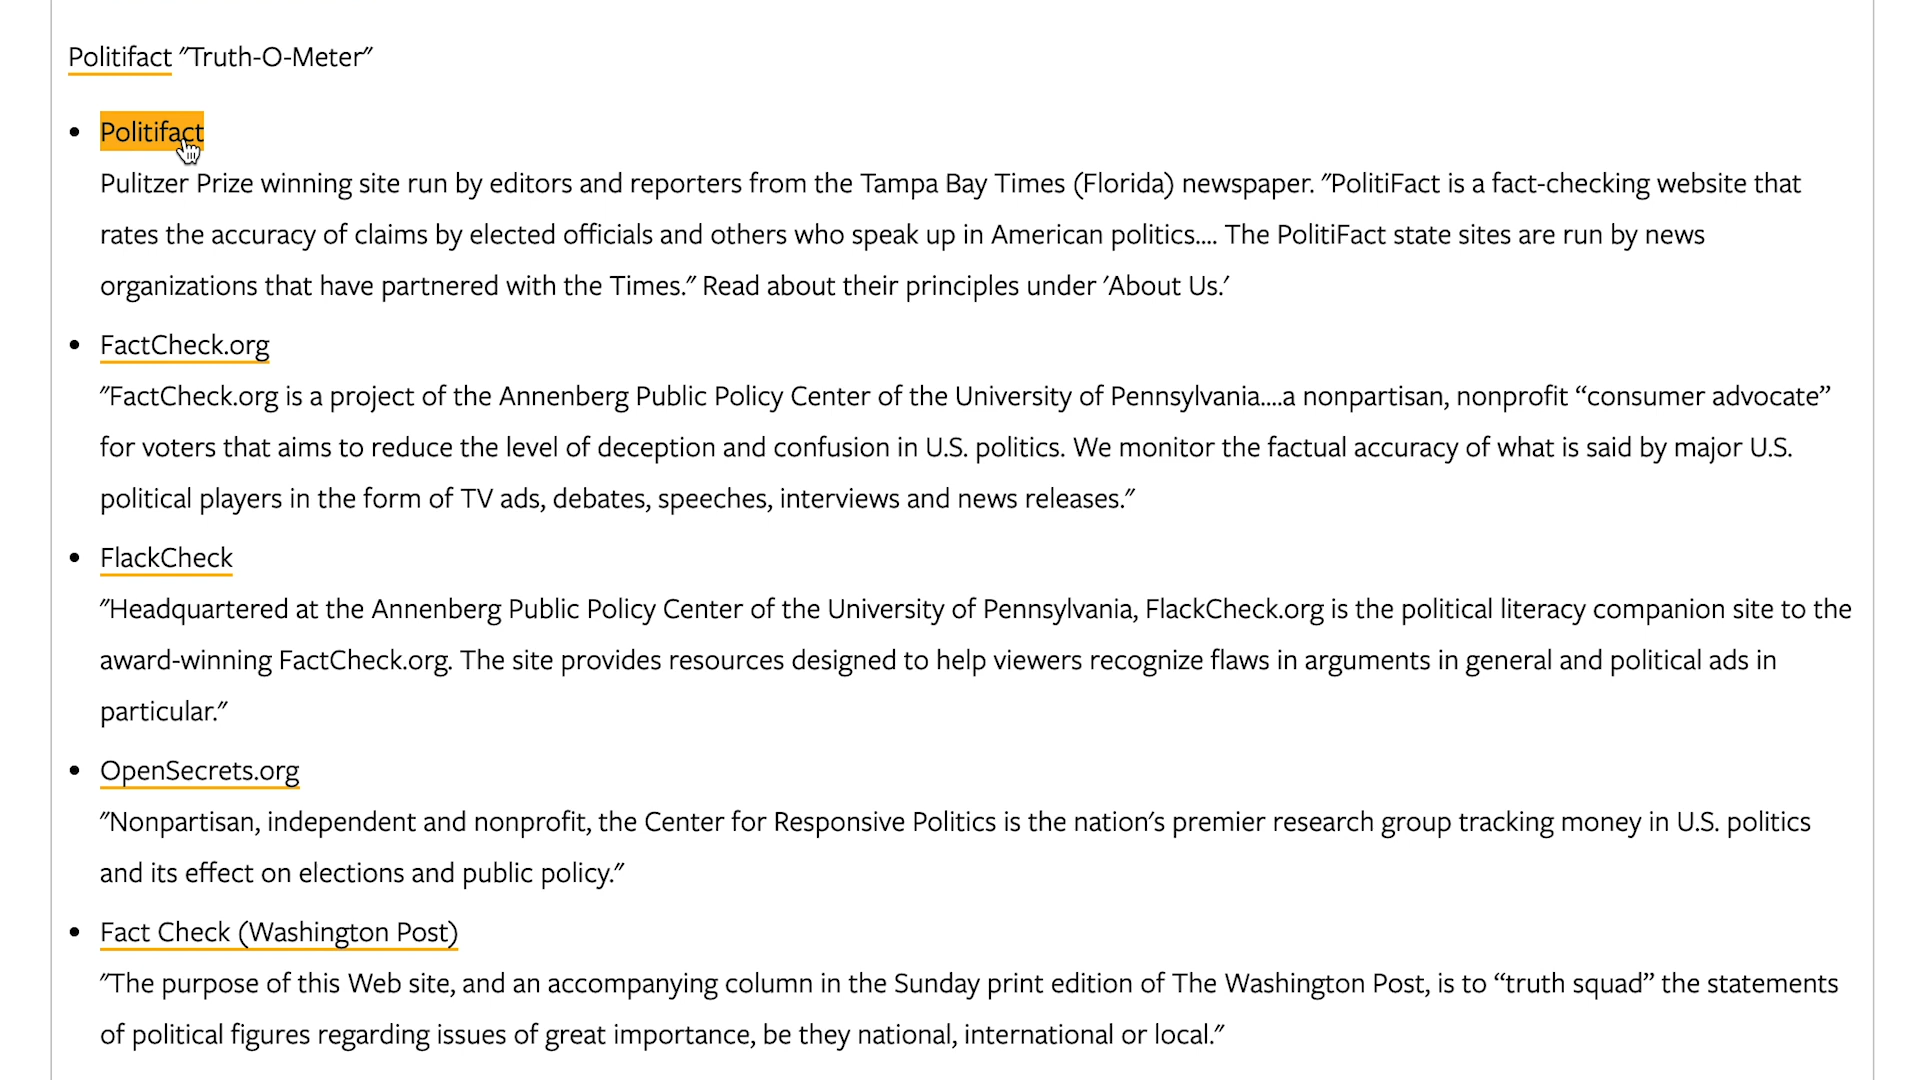 Politifact "Truth-O-Meter"
Politifact
Pulitzer Prize winning site run by editors and reporters from the Tampa Bay Times (Florida) newspaper. "PolitiFact is a fact-checking website that
rates the accuracy of claims by elected officials and others who speak up in American politics.... The PolitiFact state sites are run by news
organizations that have partnered with the Times." Read about their principles under 'About Us.'
FactCheck.org
"FactCheck.org is a project of the Annenberg Public Policy Center of the University of Pennsylvania....a nonpartisan, nonprofit “consumer advocate”
for voters that aims to reduce the level of deception and confusion in U.S. politics. We monitor the factual accuracy of what is said by major U.S.
political players in the form of TV ads, debates, speeches, interviews and news releases."
FlackCheck
"Headquartered at the Annenberg Public Policy Center of the University of Pennsylvania, FlackCheck.org is the political literacy companion site to the
award-winning FactCheck.org. The site provides resources designed to help viewers recognize flaws in arguments in general and political ads in
particular."
OpenSecrets.org
"Nonpartisan, independent and nonprofit, the Center for Responsive Politics is the nation's premier research group tracking money in U.S. politics
and its effect on elections and public policy."
Fact Check (Washington Post)
"The purpose of this Web site, and an accompanying column in the Sunday print edition of The Washington Post, is to “truth squad” the statements
of political figures regarding issues of great importance, be they national, international or local."